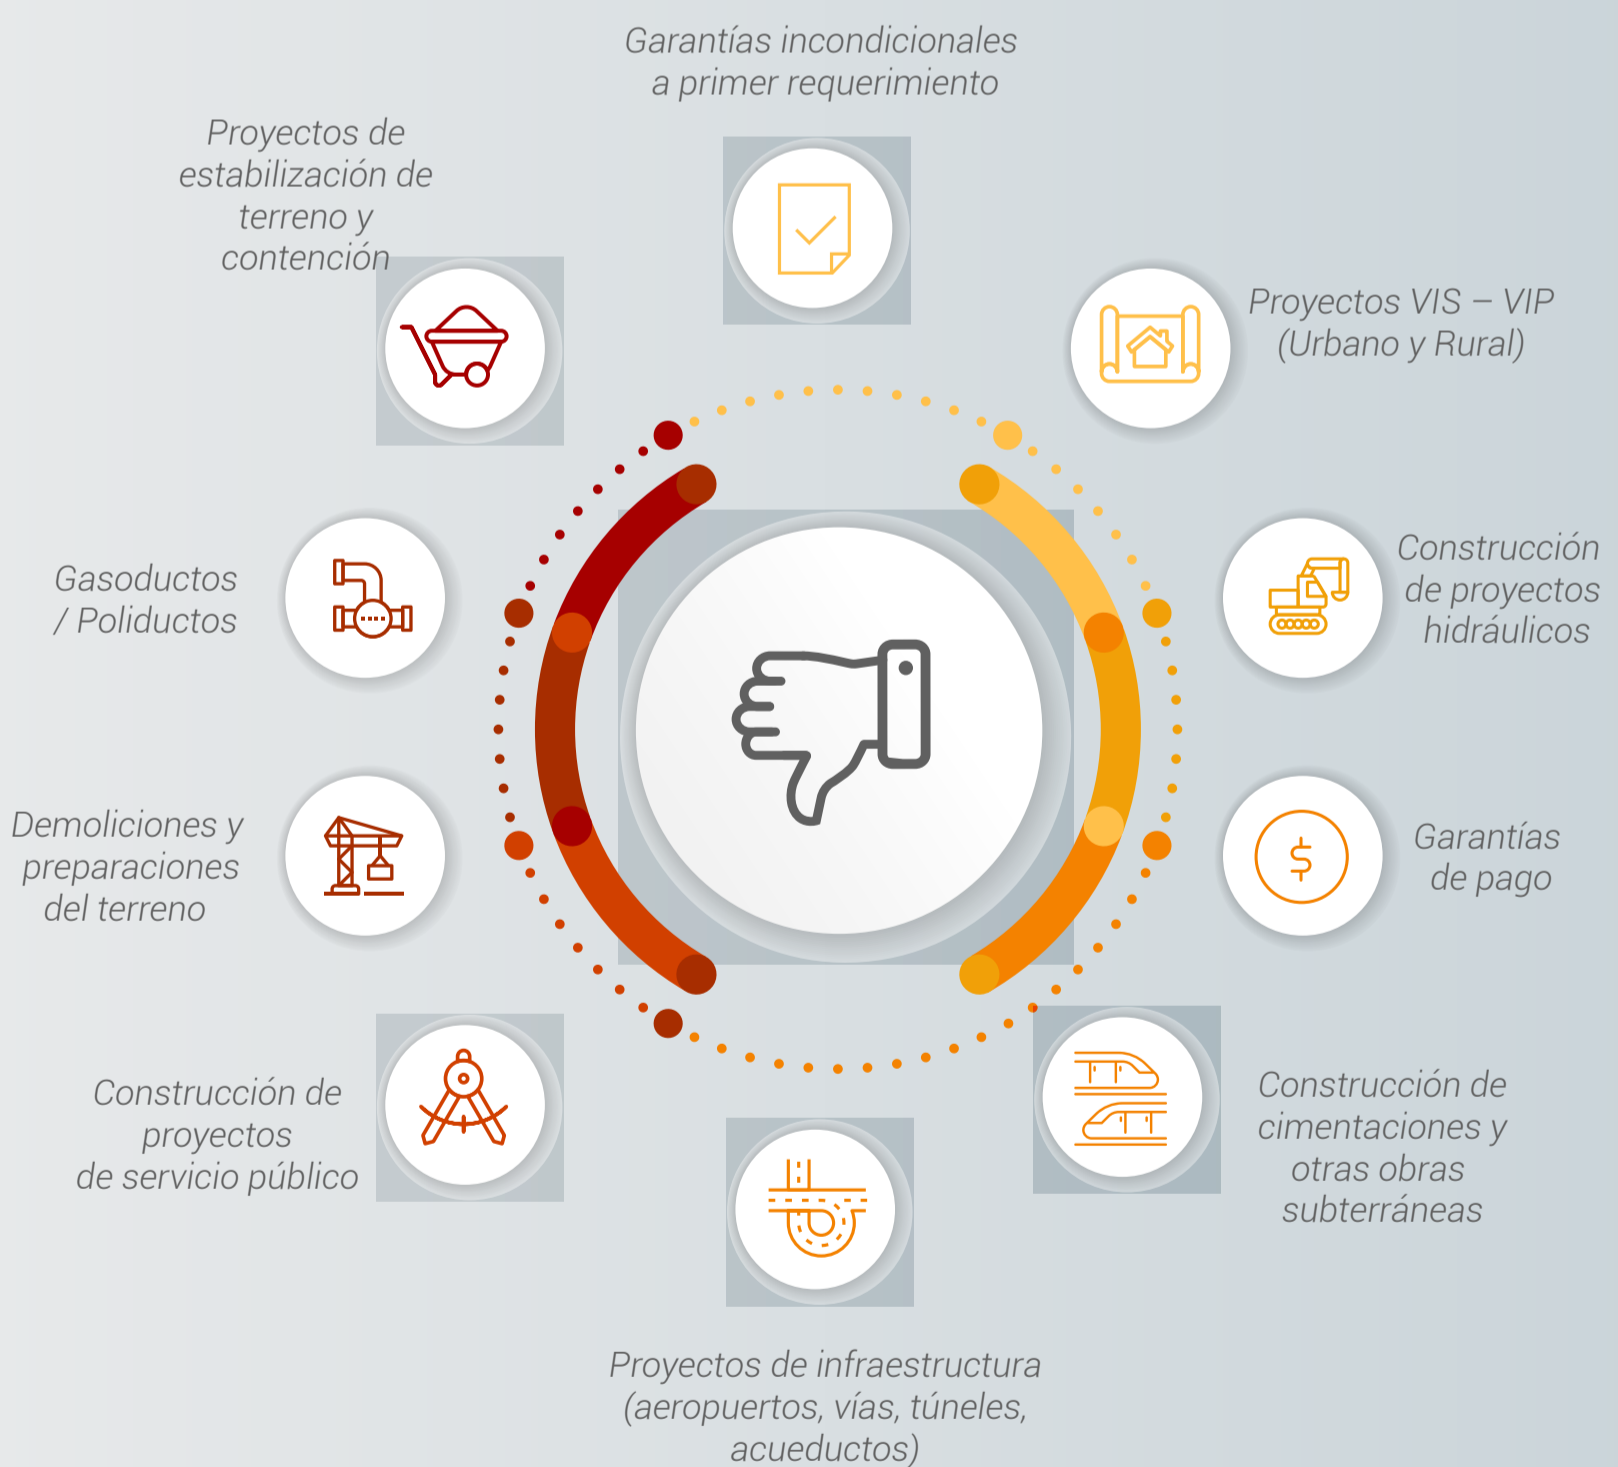 Garantías incondicionales
a primer requerimiento
Proyectos de
estabilización de
terreno y
contención
Proyectos VIS – VIP
(Urbano y Rural)
Gasoductos
/ Poliductos
Construcción
de proyectos
hidráulicos
Demoliciones y
preparaciones
del terreno
$
Garantías
de pago
Construcción de
proyectos
de servicio público
Construcción de
cimentaciones y
otras obras
subterráneas
Proyectos de infraestructura
(aeropuertos, vías, túneles,
acueductos)